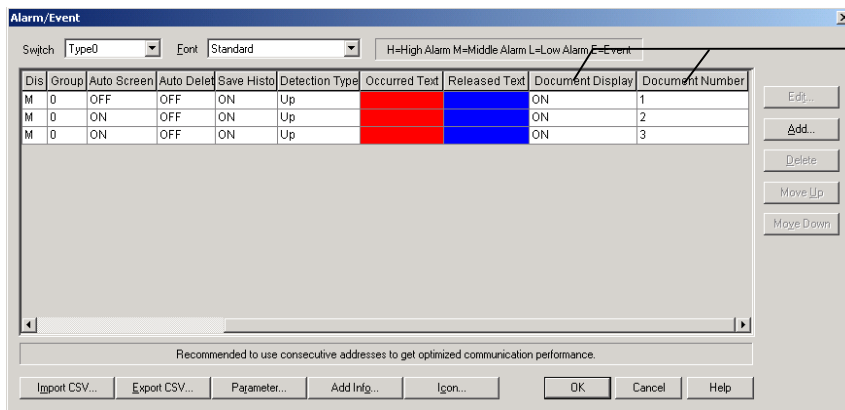 Alarm/Event
Switch Type0 Font Standard H=High Alarm M=Middle Alarm L=Low Alarm E=Event
Dis Group Auto Screen Auto Delet Save Histo Detection Type Occurred Text Released Text Document Display Document Number
M 0 OFF OFF ON Up ON 1
M 0 ON OFF ON Up ON 2
M 0 ON OFF ON Up ON 3
Edit...
Add...
Delete
Move Up
Move Down
Recommended to use consecutive addresses to get optimized communication performance.
Import CSV... Export CSV... Parameter... Add Info... Icon... OK Cancel Help